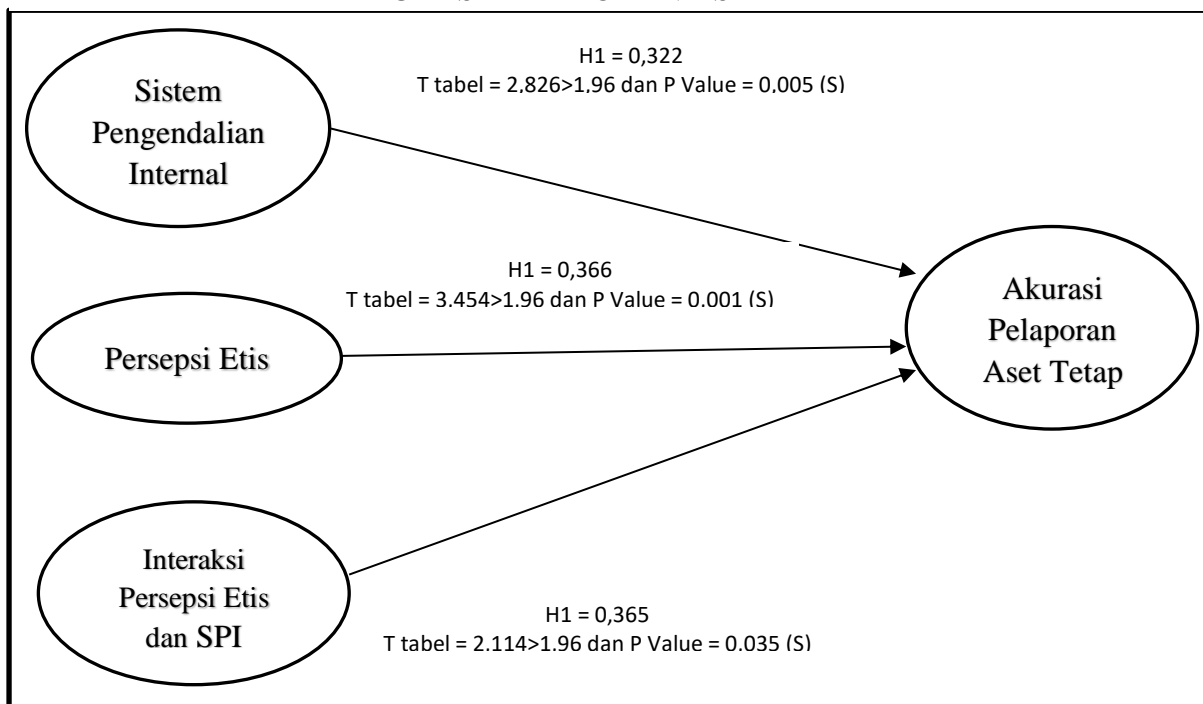 Sistem
Pengendalian
Internal
H1 = 0,322
T tabel = 2,826>1,96 dan P Value = 0,005 (S)
Persepsi Etis
H1 = 0,366
T tabel = 3.454>1.96 dan P Value = 0.001 (S)
Interaksi
Persepsi Etis
dan SPI
H1 = 0,365
T tabel = 2.114>1.96 dan P Value = 0.035 (S)
Akurasi
Pelaporan
Aset Tetap